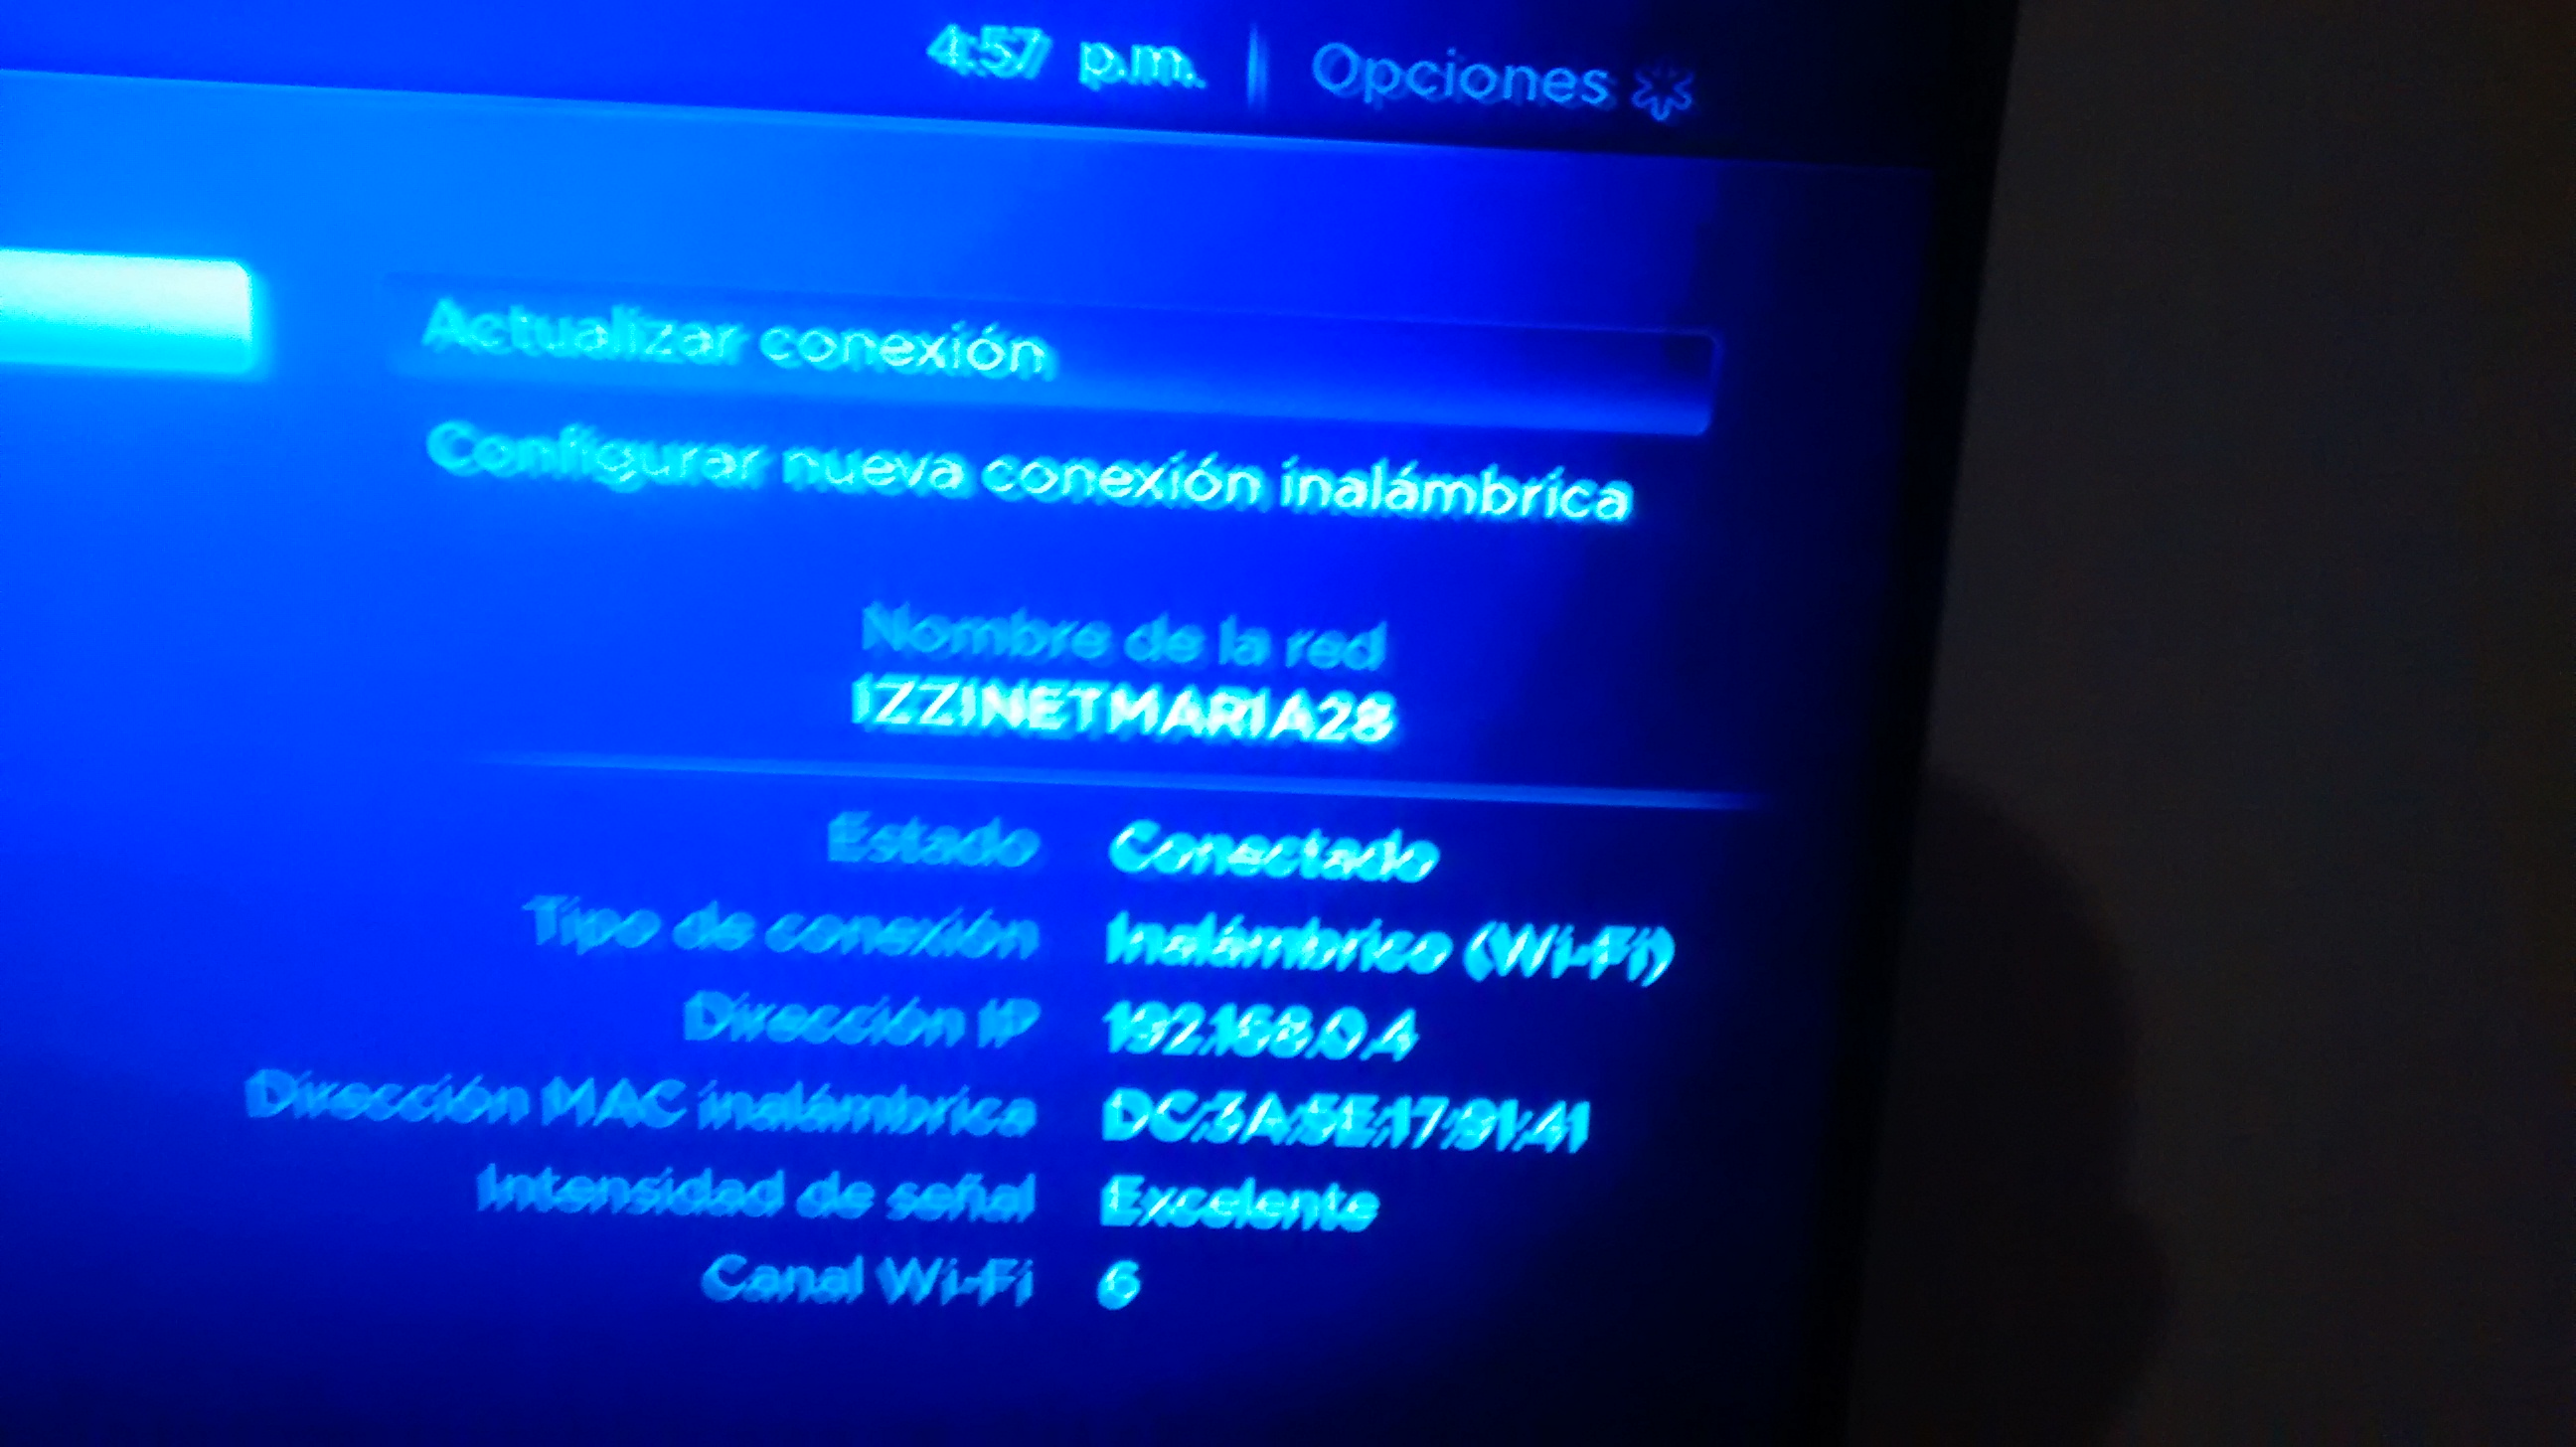 4:57 p.m. | Opciones
Actualizar conexión
Configurar nueva conexión inalámbrica
Nombre de la red
IZZINETMARIA28
Estado Conectado
Tipo de conexión Inalámbrico (Wi-Fi)
Dirección IP 192.168.0.4
Dirección MAC inalámbrica DC:3A:5E:17:91:41
Intensidad de señal Excelente
Canal Wi-Fi 6